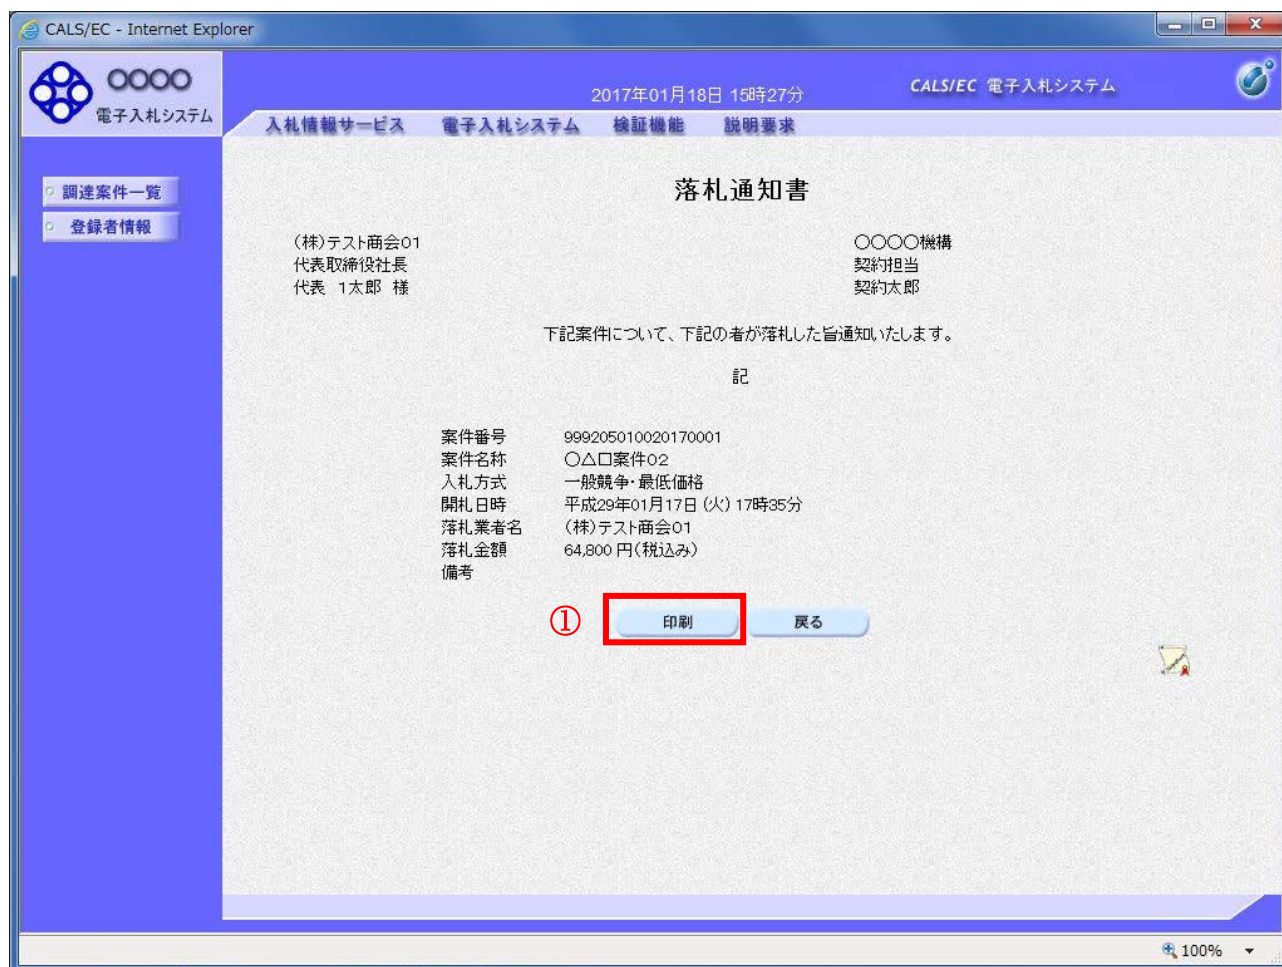 CALS/EC - Internet Explorer
〇〇〇〇
電子入札システム
2017年01月18日 15時27分
CALS/EC 電子入札システム
入札情報サービス 電子入札システム 検証機能 説明要求
調達案件一覧
登録者情報
落札通知書
(株)テスト商会01
代表取締役社長
代表 1太郎 様
〇〇〇〇機構
契約担当
契約太郎
下記案件について、下記の者が落札した旨通知いたします。
記
案件番号 999205010020170001
案件名称 〇△口案件02
入札方式 一般競争・最低価格
開札日時 平成29年01月17日 (火) 17時35分
落札業者名 (株)テスト商会01
落札金額 64,800 円(税込み)
備考
① 印刷 戻る
100%